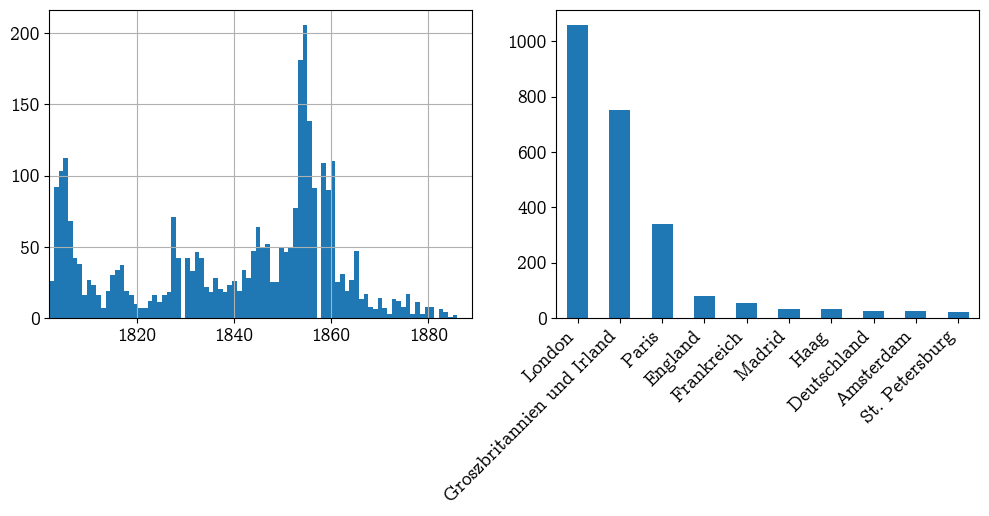 200
150
100
50
0
1820 1840 1860 1880
1000
800
600
400
200
0
London
Groszbritannien und Irland
Paris
England
Frankreich
Madrid
Haag
Deutschland
Amsterdam
St. Petersburg